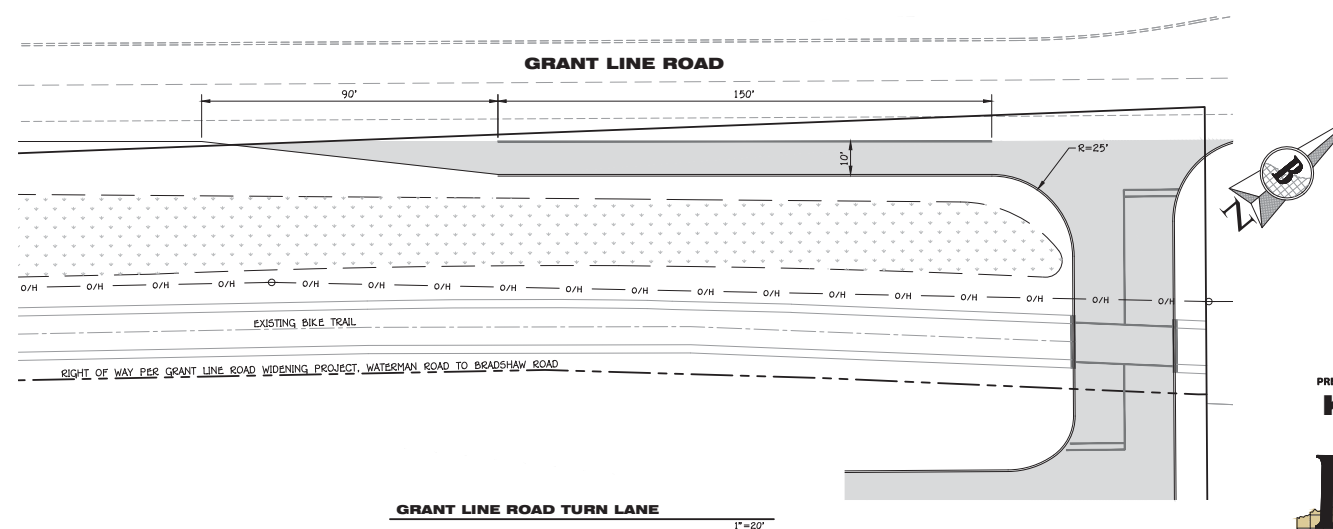 GRANT LINE ROAD
90' 150'
10'
R=25'
B
N
O/H O/H O/H O/H O/H O/H O/H O/H O/H O/H O/H O/H O/H O/H O/H O/H O/H O/H
EXISTING BIKE TRAIL
RIGHT OF WAY PER GRANT LINE ROAD WIDENING PROJECT, WATERMAN ROAD TO BRADSHAW ROAD
GRANT LINE ROAD TURN LANE
1"=20'